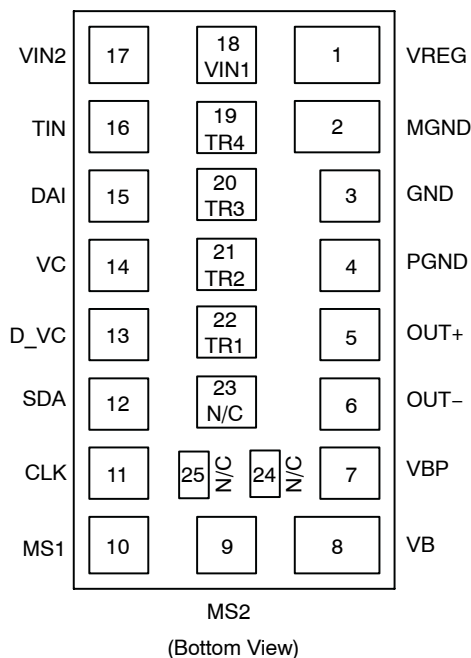 VIN2 17 18 1 VREG
VIN1
TIN 16 19 2 MGND
TR4
DAI 15 20 3 GND
TR3
VC 14 21 4 PGND
TR2
D_VC 13 22 5 OUT+
TR1
SDA 12 23 6 OUT−
N/C
CLK 11 25 N/C 24 N/C 7 VBP
MS1 10 9 8 VB
MS2
(Bottom View)